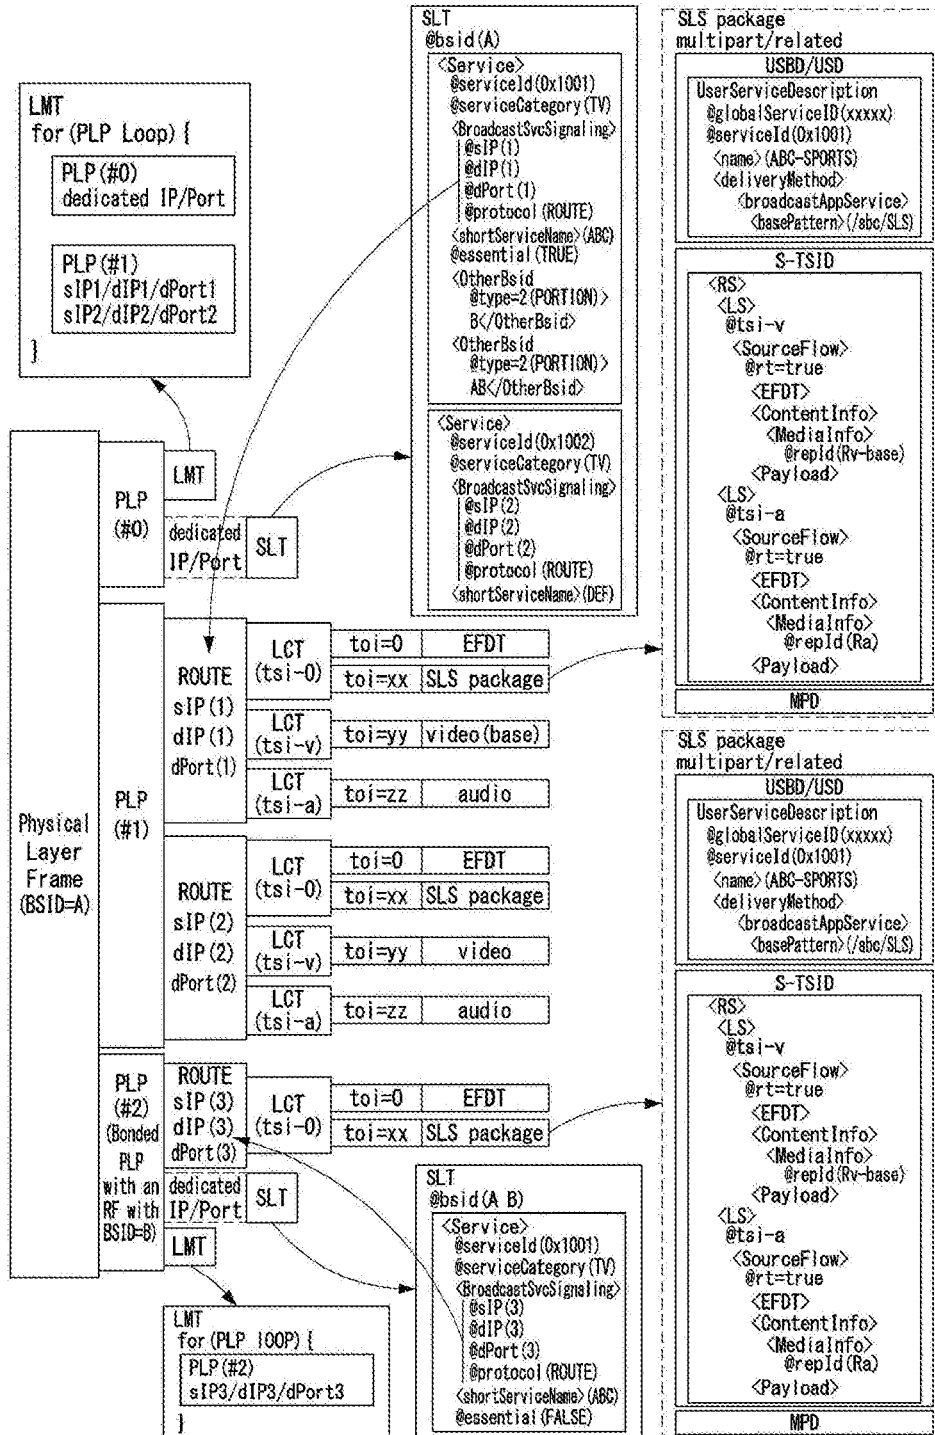 LMT
for(PLP Loop) {
PLP(#0)
dedicated IP/Port
PLP(#1)
sIP1/dIP1/dPort1
sIP2/dIP2/dPort2
}
SLT
@bsid(A)
<Service>
@serviceId(0x1001)
@serviceCategory(TV)
<BroadcastSvcSignaling>
@sIP(1)
@dIP(1)
@dPort(1)
@protocol(ROUTE)
<shortServiceName>(ABC)
@essential(TRUE)
<OtherBsid
@type=2(PORTION)>
B</OtherBsid>
<OtherBsid
@type=2(PORTION)>
AB</OtherBsid>
<Service>
@serviceId(0x1002)
@serviceCategory(TV)
<BroadcastSvcSignaling>
@sIP(2)
@dIP(2)
@dPort(2)
@protocol(ROUTE)
<shortServiceName>(DEF)
SLS package
multipart/related
USBD/USD
UserServiceDescription
@globalServiceID(xxxxx)
@serviceId(0x1001)
<name>(ABC-SPORTS)
<deliveryMethod>
<broadcastAppService>
<basePattern>(/abc/SLS)
S-TSID
<RS>
<LS>
@tsi-v
<SourceFlow>
@rt=true
<EFDT>
<ContentInfo>
<MediaInfo>
@repId(Rv-base)
<Payload>
<LS>
@tsi-a
<SourceFlow>
@rt=true
<EFDT>
<ContentInfo>
<MediaInfo>
@repId(Ra)
<Payload>
MPD
Physical
Layer
Frame
(BSID=A)
PLP
(#0)
LMT
dedicated
IP/Port
SLT
PLP
(#1)
ROUTE
sIP(1)
dIP(1)
dPort(1)
LCT
(tsi-0)
toi=0 EFDT
toi=xx SLS package
LCT
(tsi-v)
toi=yy video(base)
LCT
(tsi-a)
toi=zz audio
ROUTE
sIP(2)
dIP(2)
dPort(2)
LCT
(tsi-0)
toi=0 EFDT
toi=xx SLS package
LCT
(tsi-v)
toi=yy video
LCT
(tsi-a)
toi=zz audio
PLP
(#2)
(Bonded
PLP
with an
RF with
BSID=B)
ROUTE
sIP(3)
dIP(3)
dPort(3)
LCT
(tsi-0)
toi=0 EFDT
toi=xx SLS package
dedicated
IP/Port
SLT
LMT
LMT
for(PLP lOOP) {
PLP(#2)
sIP3/dIP3/dPort3
}
SLT
@bsid(A B)
<Service>
@serviceId(0x1001)
@serviceCategory(TV)
<BroadcastSvcSignaling>
@sIP(3)
@dIP(3)
@dPort(3)
@protocol(ROUTE)
<shortServiceName>(ABC)
@essential(FALSE)
SLS package
multipart/related
USBD/USD
UserServiceDescription
@globalServiceID(xxxxx)
@serviceId(0x1001)
<name>(ABC-SPORTS)
<deliveryMethod>
<broadcastAppService>
<basePattern>(/abc/SLS)
S-TSID
<RS>
<LS>
@tsi-v
<SourceFlow>
@rt=true
<EFDT>
<ContentInfo>
<MediaInfo>
@repId(Rv-base)
<Payload>
<LS>
@tsi-a
<SourceFlow>
@rt=true
<EFDT>
<ContentInfo>
<MediaInfo>
@repId(Ra)
<Payload>
MPD